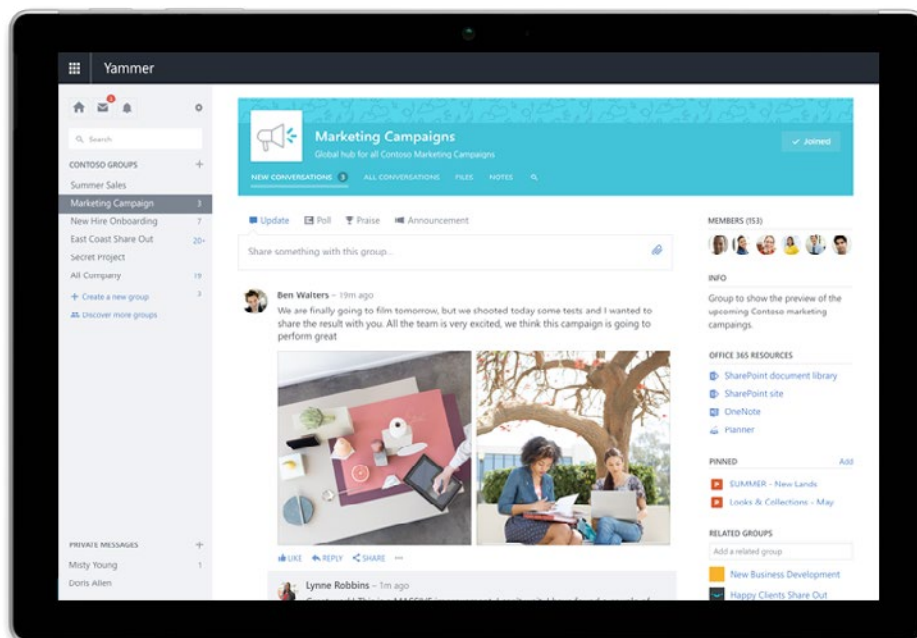 Yammer
3
Search
CONTOSO GROUPS +
Summer Sales
Marketing Campaign 3
New Hire Onboarding 7
East Coast Share Out 20+
Secret Project
All Company 19
+ Create a new group 3
Discover more groups
PRIVATE MESSAGES +
Misty Young 1
Doris Allen
Marketing Campaigns
Global hub for all Contoso Marketing Campaigns
Joined
NEW CONVERSATIONS 3 ALL CONVERSATIONS FILES NOTES
Update Poll Praise Announcement
Share something with this group...
Ben Walters – 19m ago
We are finally going to film tomorrow, but we shooted today some tests and I wanted to
share the result with you. All the team is very excited, we think this campaign is going to
perform great
LIKE REPLY SHARE ...
Lynne Robbins – 1m ago
MEMBERS (153)
INFO
Group to show the preview of the
upcoming Contoso marketing
campaings.
OFFICE 365 RESOURCES
SharePoint document library
SharePoint site
OneNote
Planner
PINNED Add
SUMMER - New Lands
Looks & Collections - May
RELATED GROUPS
Add a related group
New Business Development
Happy Clients Share Out